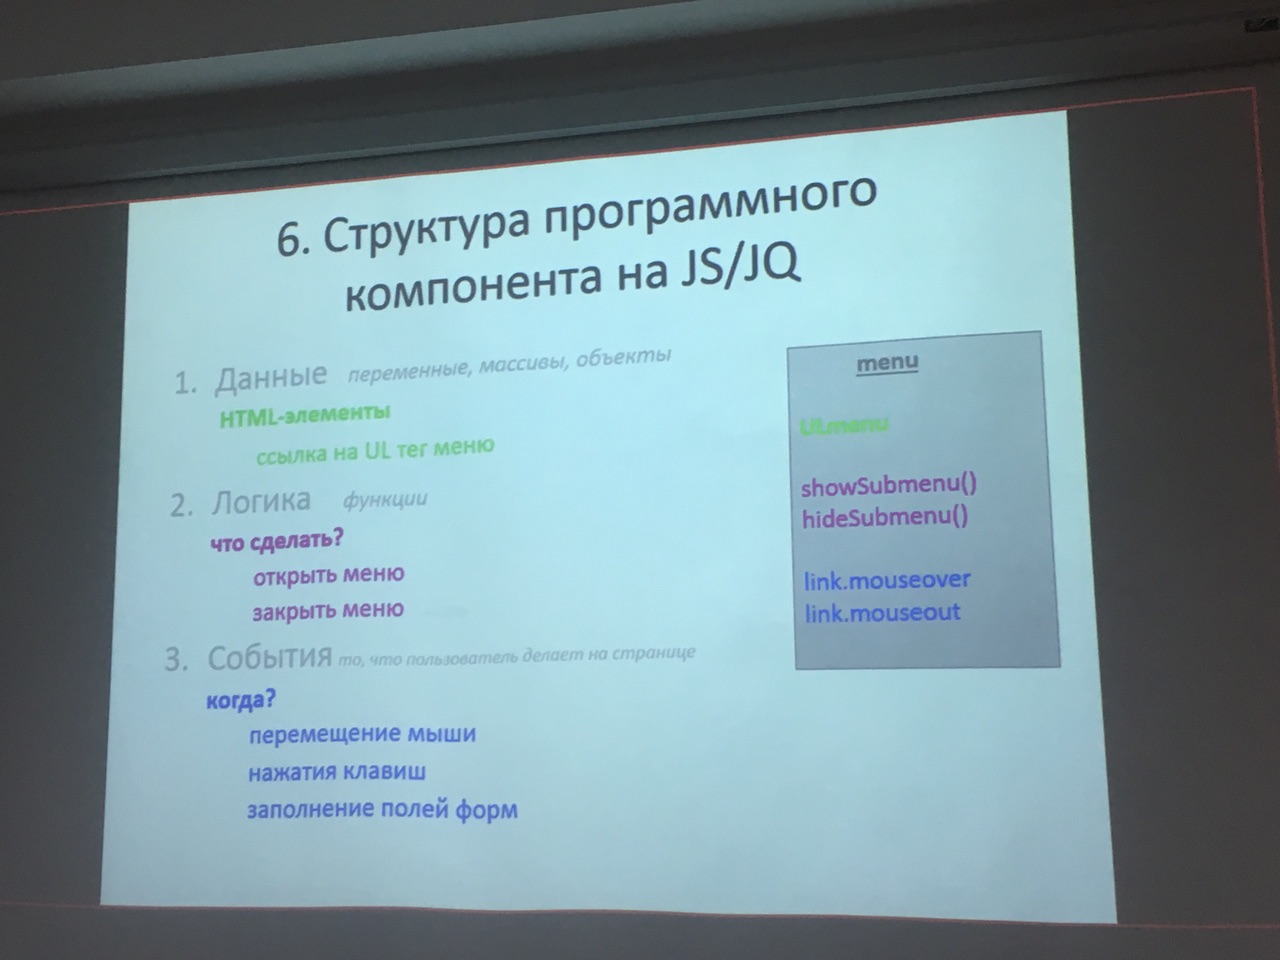 6. Структура программного
компонента на JS/JQ
1. Данные переменные, массивы, объекты
HTML-элементы
ссылка на UL тег меню
2. Логика функции
что сделать?
открыть меню
закрыть меню
3. События то, что пользователь делает на странице
когда?
перемещение мыши
нажатия клавиш
заполнение полей форм
menu
ULmenu
showSubmenu()
hideSubmenu()
link.mouseover
link.mouseout